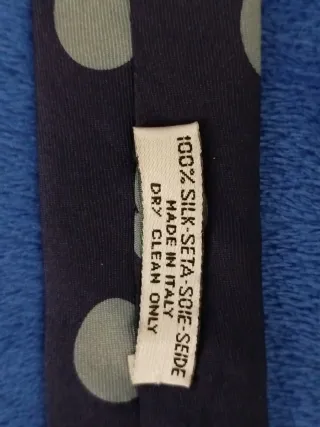 100% SILK-SETA-SOIE-SEIDE
MADE IN ITALY
DRY CLEAN ONLY